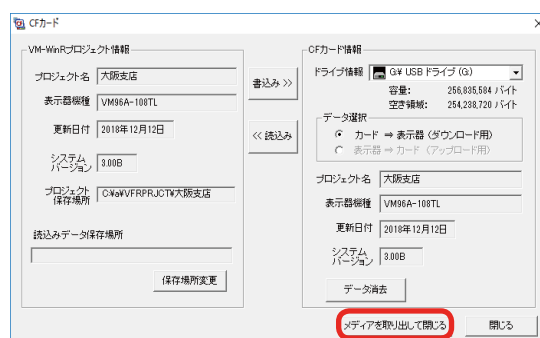 CFカード
VM-WinRプロジェクト情報
プロジェクト名 大阪支店
表示器機種 VM96A-108TL
更新日付 2018年12月12日
システムバージョン 3.00B
プロジェクト保存場所 C:¥a¥VFRPRJCT¥大阪支店
読込みデータ保存場所
保存場所変更
書込み >>
<< 読込み
CFカード情報
ドライブ情報 G:¥ USB ドライブ (G:)
容量: 256,835,584 バイト
空き領域: 254,238,720 バイト
データ選択
カード ⇒ 表示器 (ダウンロード用)
表示器 ⇒ カード (アップロード用)
プロジェクト名 大阪支店
表示器機種 VM96A-108TL
更新日付 2018年12月12日
システムバージョン 3.00B
データ消去
メディアを取り出して閉じる
閉じる